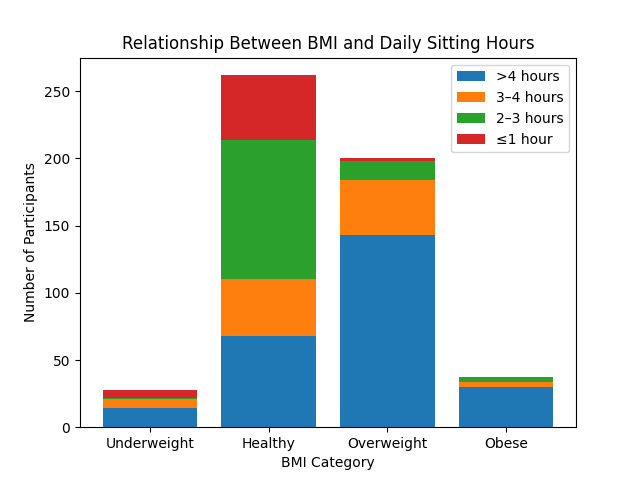 Relationship Between BMI and Daily Sitting Hours
>4 hours
3–4 hours
2–3 hours
≤1 hour
250
200
150
100
50
0
Number of Participants
Underweight
Healthy
Overweight
Obese
BMI Category